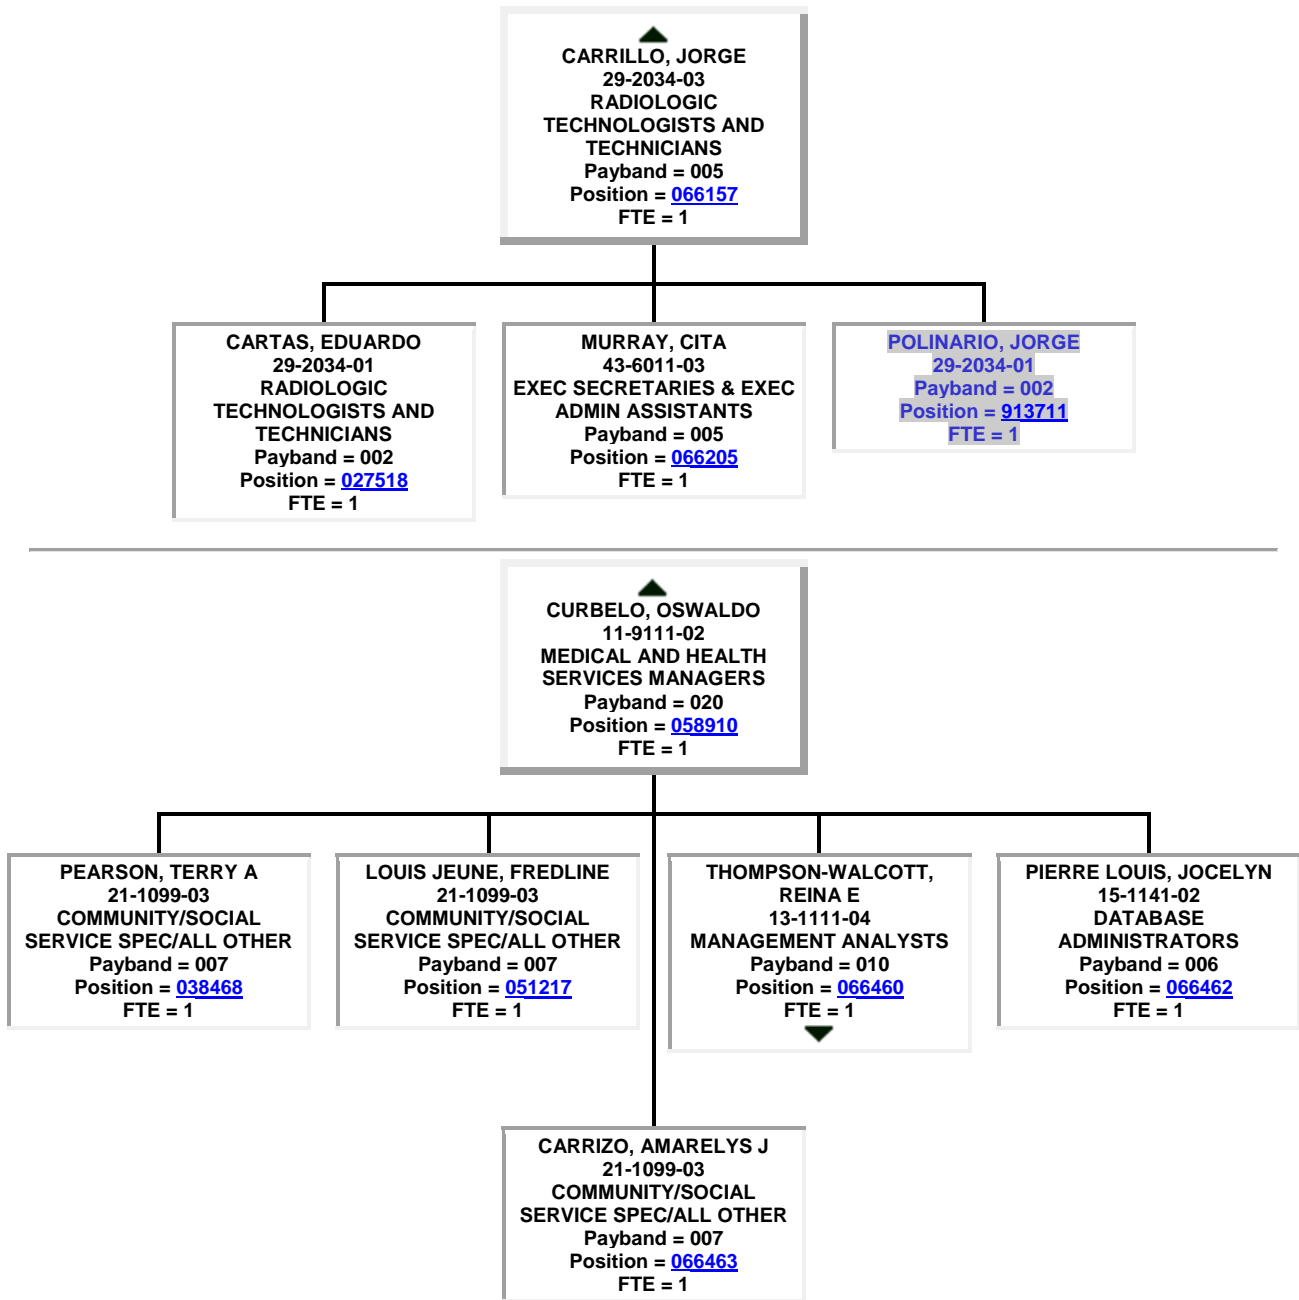 CARRILLO, JORGE
29-2034-03
RADIOLOGIC
TECHNOLOGISTS AND
TECHNICIANS
Payband = 005
Position = 066157
FTE = 1
CARTAS, EDUARDO
29-2034-01
RADIOLOGIC
TECHNOLOGISTS AND
TECHNICIANS
Payband = 002
Position = 027518
FTE = 1
MURRAY, CITA
43-6011-03
EXEC SECRETARIES & EXEC
ADMIN ASSISTANTS
Payband = 005
Position = 066205
FTE = 1
POLINARIO, JORGE
29-2034-01
Payband = 002
Position = 913711
FTE = 1
CURBELO, OSWALDO
11-9111-02
MEDICAL AND HEALTH
SERVICES MANAGERS
Payband = 020
Position = 058910
FTE = 1
PEARSON, TERRY A
21-1099-03
COMMUNITY/SOCIAL
SERVICE SPEC/ALL OTHER
Payband = 007
Position = 038468
FTE = 1
LOUIS JEUNE, FREDLINE
21-1099-03
COMMUNITY/SOCIAL
SERVICE SPEC/ALL OTHER
Payband = 007
Position = 051217
FTE = 1
THOMPSON-WALCOTT,
REINA E
13-1111-04
MANAGEMENT ANALYSTS
Payband = 010
Position = 066460
FTE = 1
PIERRE LOUIS, JOCELYN
15-1141-02
DATABASE
ADMINISTRATORS
Payband = 006
Position = 066462
FTE = 1
CARRIZO, AMARELYS J
21-1099-03
COMMUNITY/SOCIAL
SERVICE SPEC/ALL OTHER
Payband = 007
Position = 066463
FTE = 1